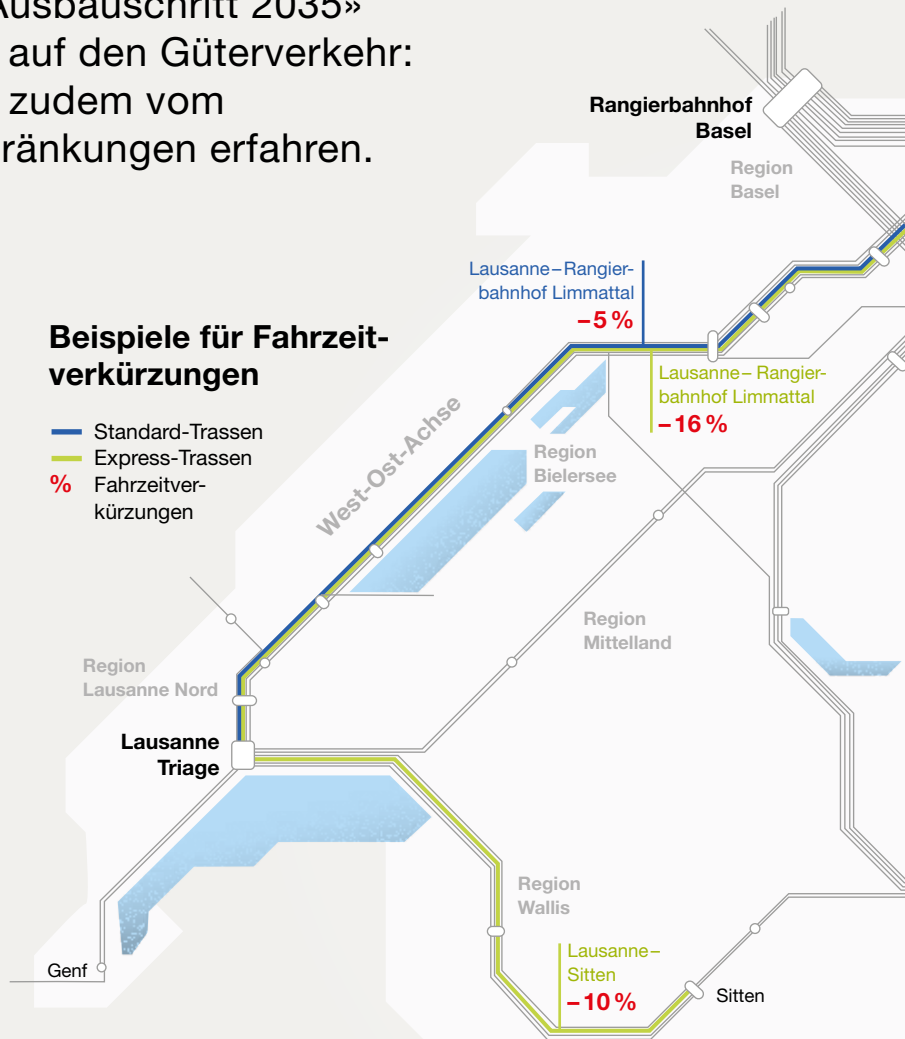 Ausbauschritt 2035»
auf den Güterverkehr:
zudem vom
ränkungen erfahren.
Rangierbahnhof
Basel
Region
Basel
Lausanne–Rangier-
bahnhof Limmattal
–5 %
Beispiele für Fahrzeit-
verkürzungen
Standard-Trassen
Express-Trassen
% Fahrzeitver-
kürzungen
Lausanne–Rangier-
bahnhof Limmattal
–16 %
West-Ost-Achse
Region
Bielersee
Region
Mittelland
Region
Lausanne Nord
Lausanne
Triage
Region
Wallis
Genf
Lausanne–
Sitten
–10 %
Sitten